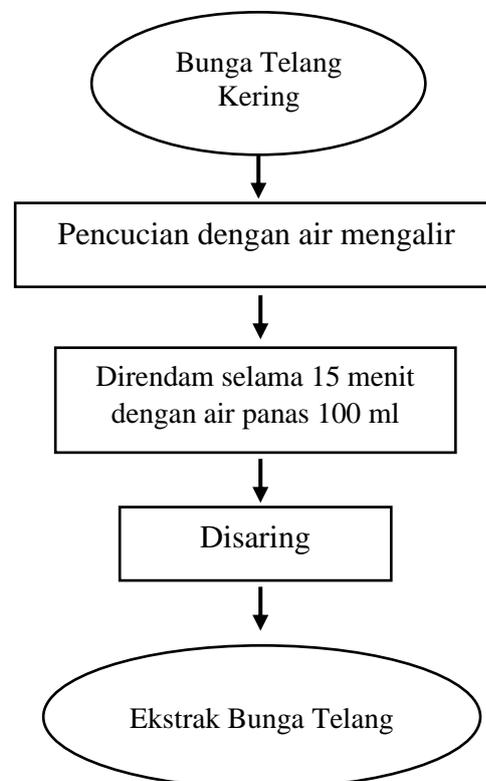 Bunga Telang
Kering
Pencucian dengan air mengalir
Direndam selama 15 menit
dengan air panas 100 ml
Disaring
Ekstrak Bunga Telang